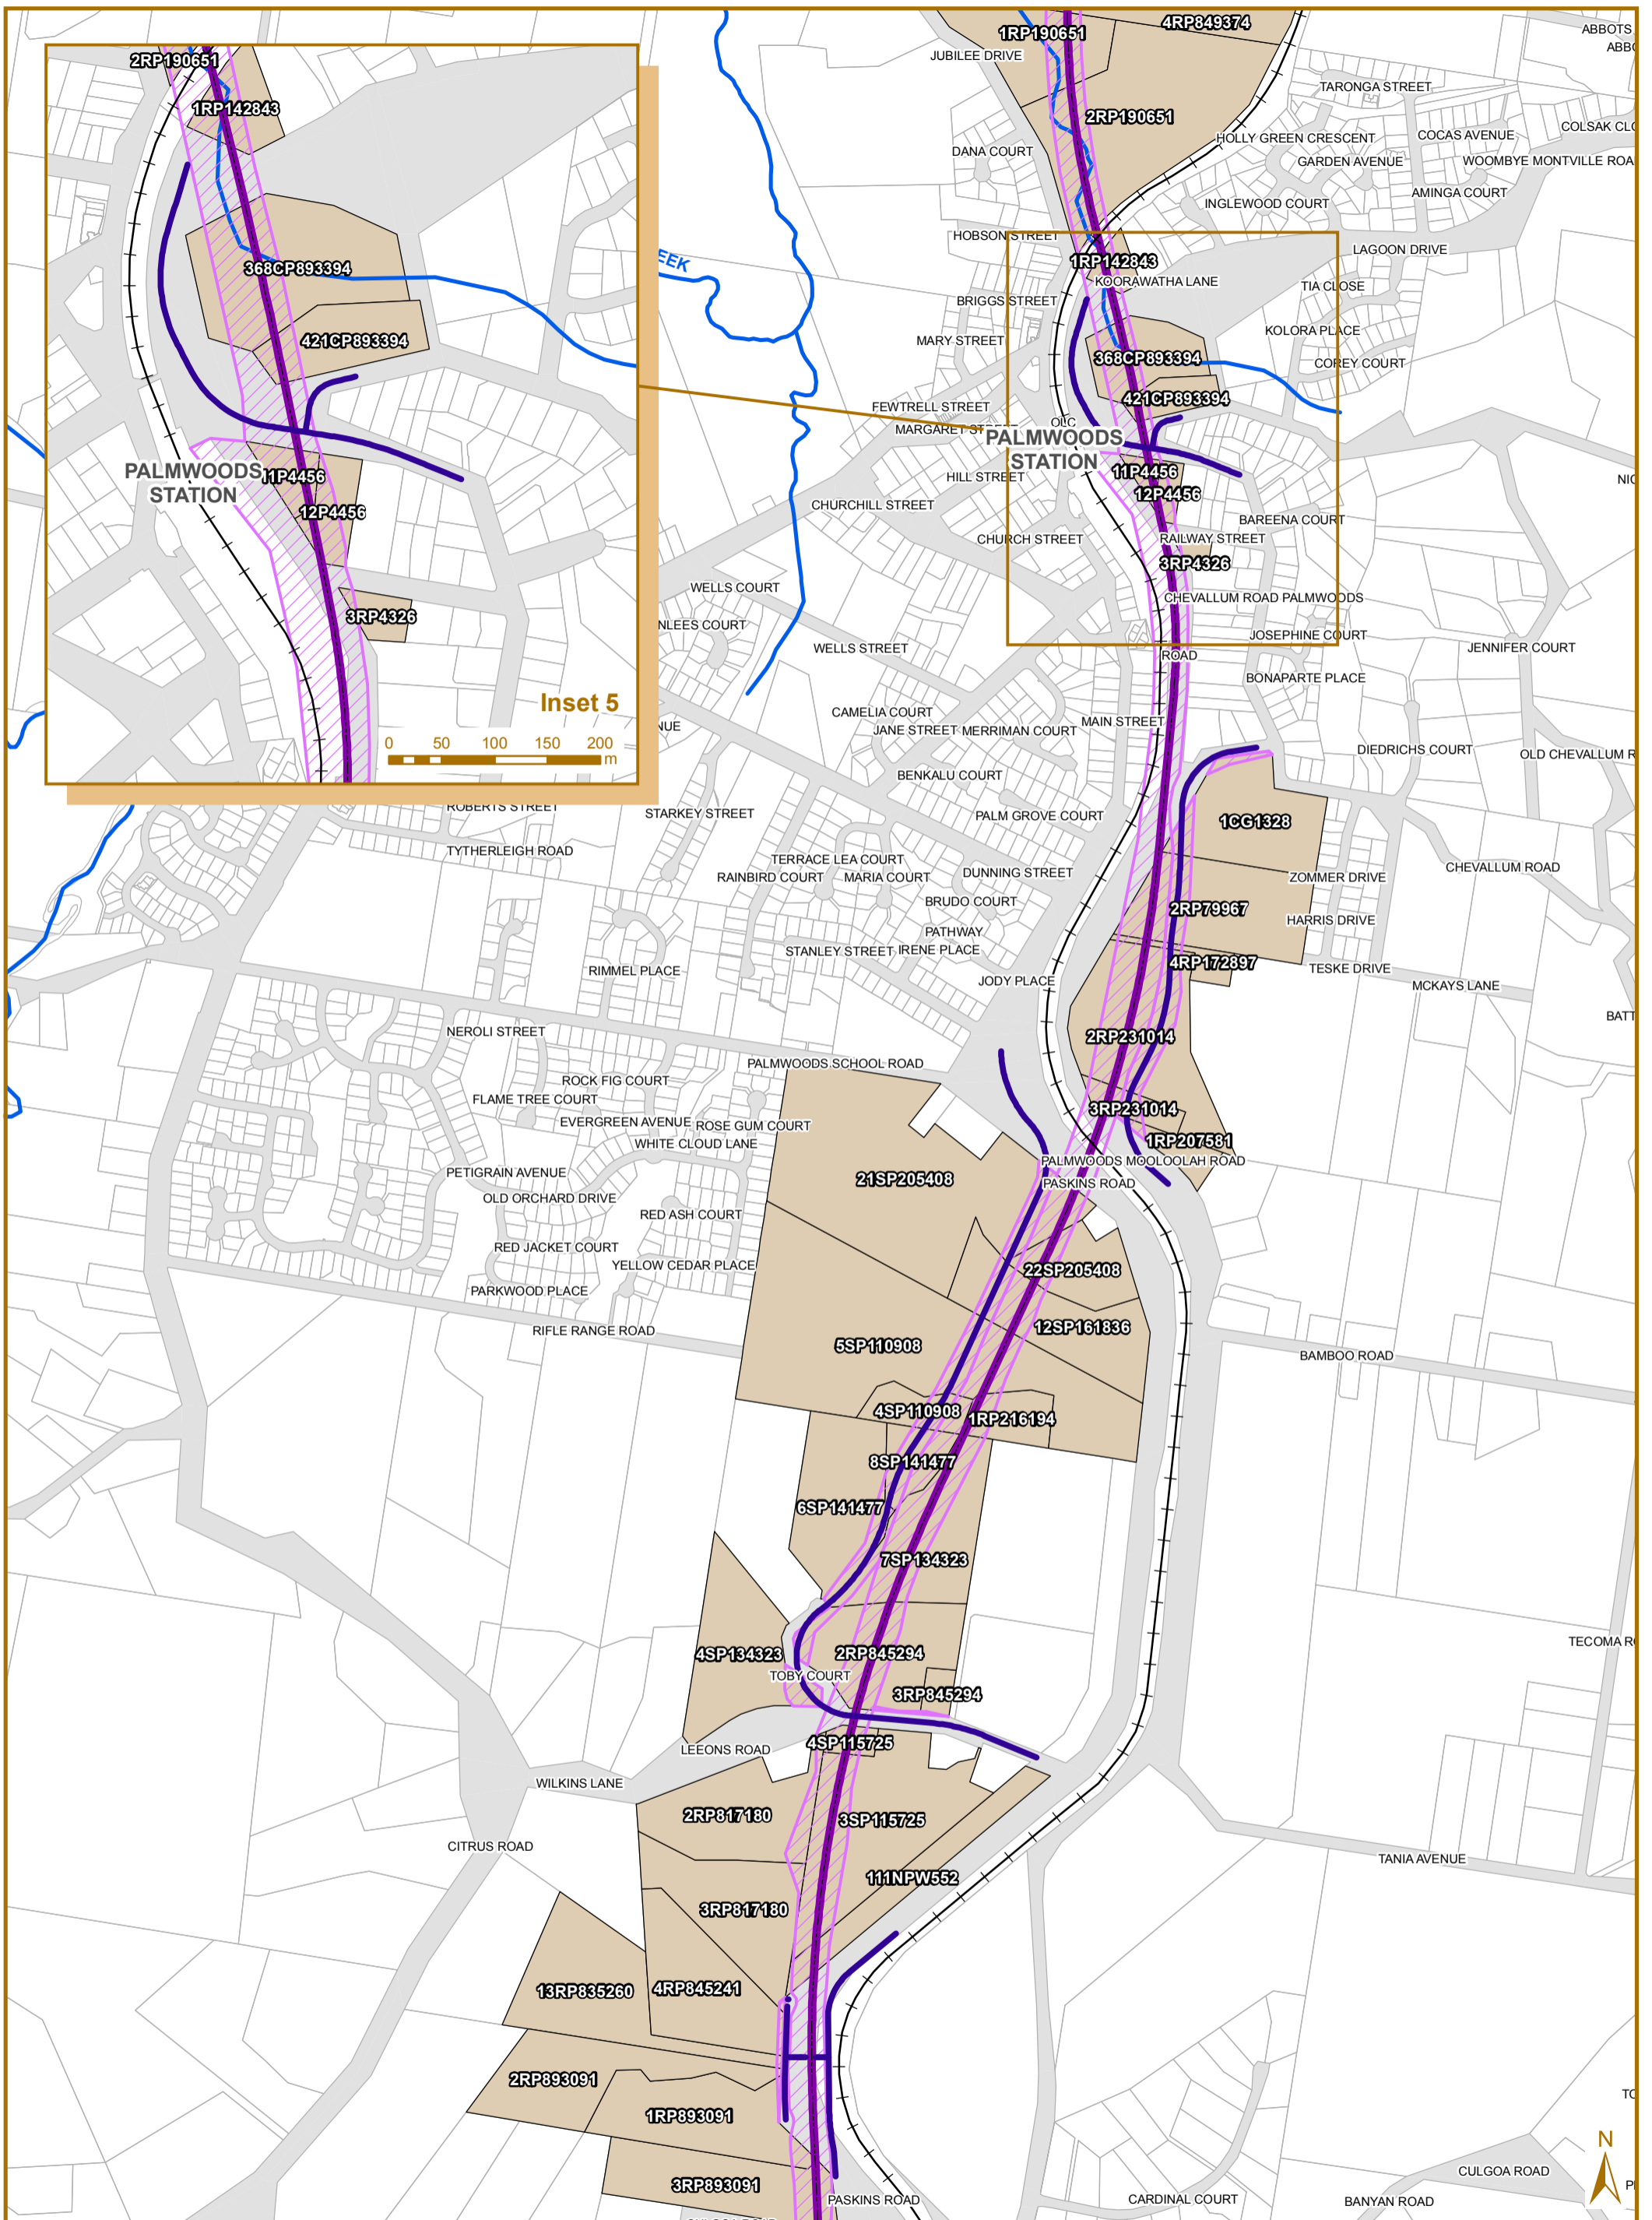 2RP190651
1RP142843
368CP893394
421CP893394
PALMWOODS
STATION
11P4456
12P4456
3RP4326
Inset 5
0 50 100 150 200
m
1RP190651
4RP849374
JUBILEE DRIVE
ABBOTS
TARONGA STREET
2RP190651
HOLLY GREEN CRESCENT
COCAS AVENUE
DANA COURT
GARDEN AVENUE
AMINGA COURT
INGLEWOOD COURT
HOBSON STREET
LAGOON DRIVE
1RP142843
KOORAWATHA LANE
TIA CLOSE
BRIGGS STREET
KOLORA PLACE
MARY STREET
368CP893394
COREY COURT
421CP893394
FEWTRELL STREET
MARGARET STREET
PALMWOODS
STATION
11P4456
HILL STREET
12P4456
CHURCHILL STREET
BAREENA COURT
CHURCH STREET
RAILWAY STREET
3RP4326
WELLS COURT
CHEVALLUM ROAD PALMWOODS
NLEES COURT
JOSEPHINE COURT
WELLS STREET
JENNIFER COURT
ROAD
BONAPARTE PLACE
CAMELIA COURT
MAIN STREET
JANE STREET
MERRIMAN COURT
NUE
DIEDRICHS COURT
OLD CHEVALLUM R
BENKALU COURT
ROBERTS STREET
STARKEY STREET
PALM GROVE COURT
1CG1328
TYTHERLEIGH ROAD
TERRACE LEA COURT
CHEVALLUM ROAD
DUNNING STREET
RAINBIRD COURT
MARIA COURT
ZOMMER DRIVE
BRUDO COURT
2RP79967
HARRIS DRIVE
PATHWAY
STANLEY STREET
IRENE PLACE
4RP172897
RIMMEL PLACE
TESKE DRIVE
JODY PLACE
MCKAYS LANE
BATT
NEROLI STREET
2RP231014
PALMWOODS SCHOOL ROAD
ROCK FIG COURT
FLAME TREE COURT
3RP231014
EVERGREEN AVENUE
ROSE GUM COURT
WHITE CLOUD LANE
1RP207581
PALMWOODS MOOLOOLAH ROAD
PETIGRAIN AVENUE
21SP205408
PASKINS ROAD
OLD ORCHARD DRIVE
RED ASH COURT
RED JACKET COURT
YELLOW CEDAR PLACE
22SP205408
PARKWOOD PLACE
12SP161836
RIFLE RANGE ROAD
5SP110908
BAMBOO ROAD
4SP110908
1RP216194
8SP141477
6SP141477
7SP134323
TECOMA R
4SP134323
2RP845294
TOBY COURT
3RP845294
4SP115725
LEEONS ROAD
WILKINS LANE
2RP817180
3SP115725
CITRUS ROAD
TANIA AVENUE
111NPW552
3RP817180
13RP835260
4RP845241
2RP893091
1RP893091
N
CULGOA ROAD
3RP893091
PASKINS ROAD
CARDINAL COURT
BANYAN ROAD